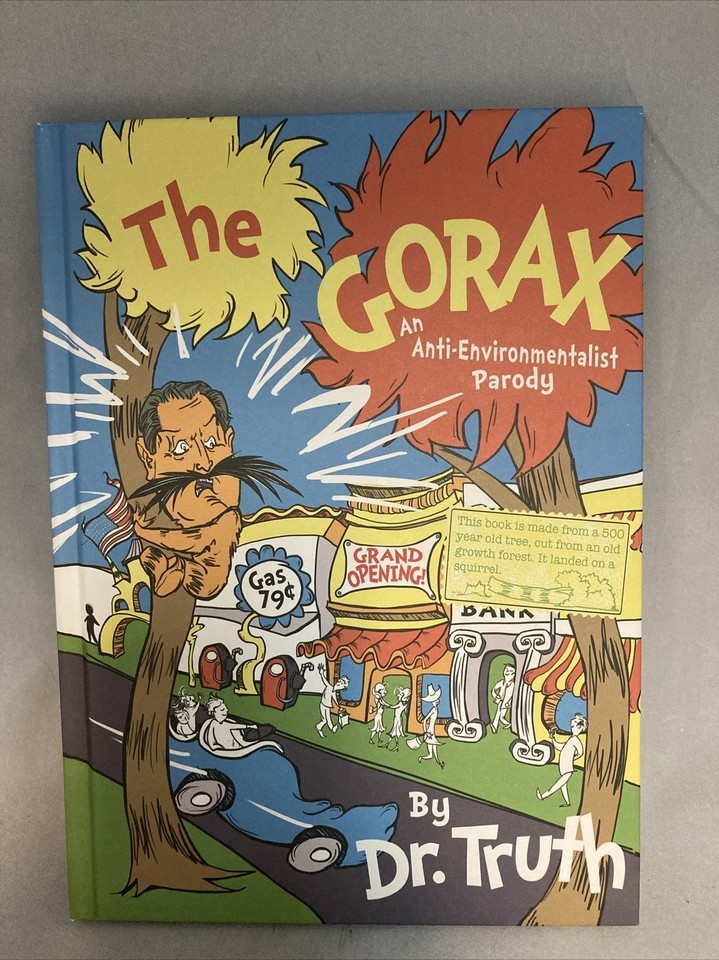 The
GORAX
An
Anti-Environmentalist
Parody
This book is made from a 500
year old tree, cut from an old
growth forest. It landed on a
squirrel.
GRAND
OPENING!
Gas
79¢
BANK
By
Dr. Truth